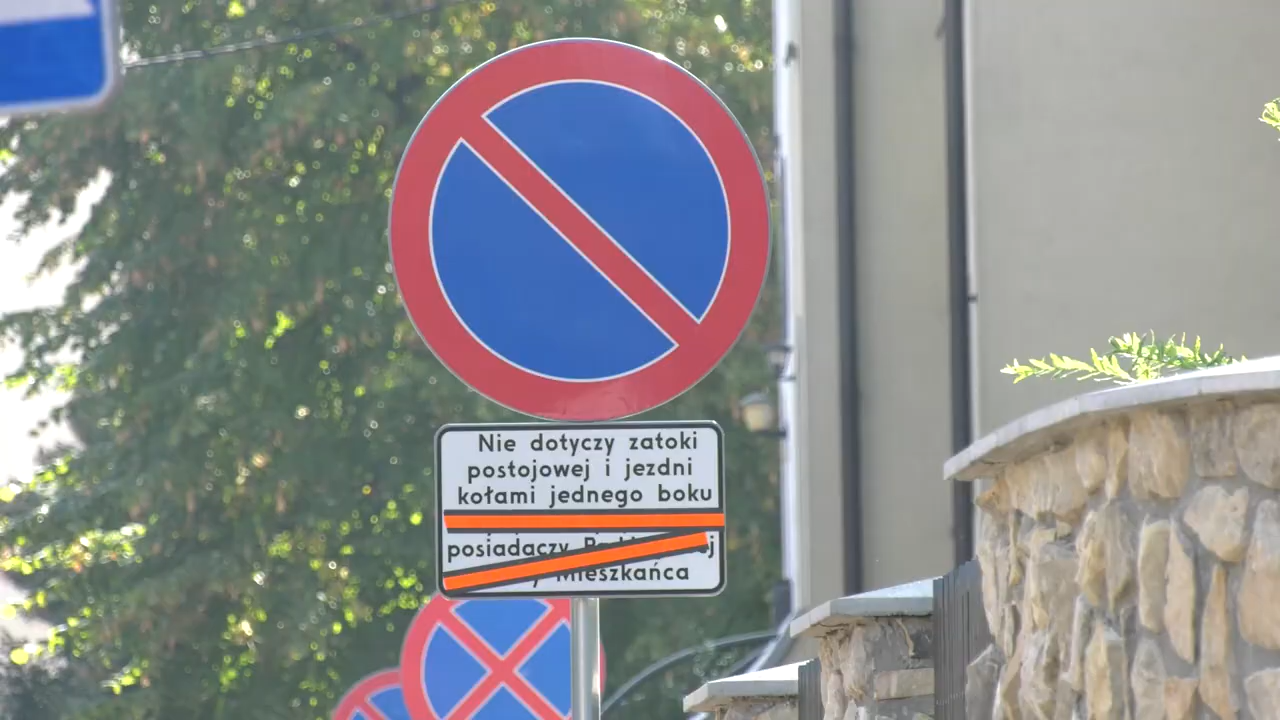 Nie dotyczy zatoki
postojowej i jezdni
kołami jednego boku
posiadaczy
Mieszkańca